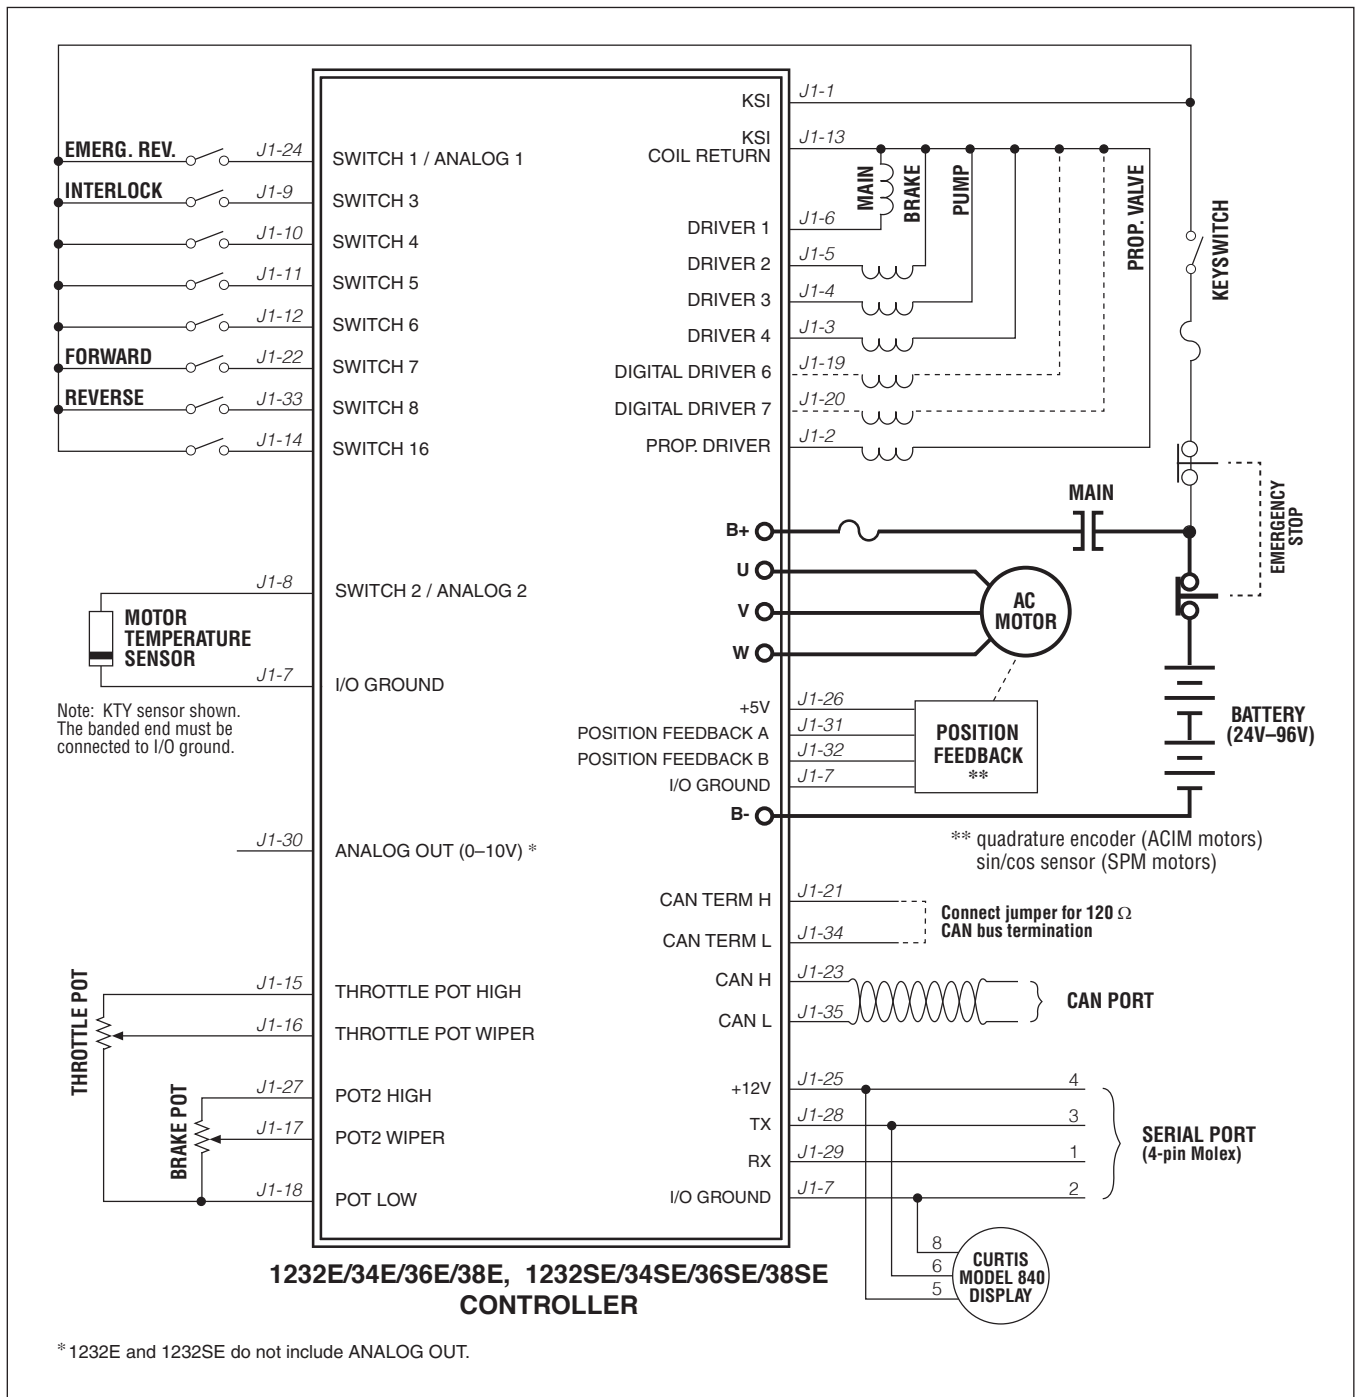 KSI
J1-1
KSI
COIL RETURN
J1-13
MAIN
BRAKE
PUMP
PROP. VALVE
KEYSWITCH
EMERG. REV.
J1-24
SWITCH 1 / ANALOG 1
INTERLOCK
J1-9
SWITCH 3
J1-10
SWITCH 4
J1-11
SWITCH 5
J1-12
SWITCH 6
FORWARD
J1-22
SWITCH 7
REVERSE
J1-33
SWITCH 8
J1-14
SWITCH 16
DRIVER 1
J1-6
DRIVER 2
J1-5
DRIVER 3
J1-4
DRIVER 4
J1-3
DIGITAL DRIVER 6
J1-19
DIGITAL DRIVER 7
J1-20
PROP. DRIVER
J1-2
MAIN
EMERGENCY
STOP
B+
U
V
W
AC
MOTOR
J1-8
SWITCH 2 / ANALOG 2
MOTOR
TEMPERATURE
SENSOR
J1-7
I/O GROUND
Note: KTY sensor shown.
The banded end must be
connected to I/O ground.
+5V
J1-26
POSITION FEEDBACK A
J1-31
POSITION FEEDBACK B
J1-32
I/O GROUND
J1-7
POSITION
FEEDBACK
**
BATTERY
(24V–96V)
B-
** quadrature encoder (ACIM motors)
sin/cos sensor (SPM motors)
J1-30
ANALOG OUT (0–10V) *
CAN TERM H
J1-21
CAN TERM L
J1-34
Connect jumper for 120 Ω
CAN bus termination
CAN H
J1-23
CAN L
J1-35
CAN PORT
THROTTLE POT
J1-15
THROTTLE POT HIGH
J1-16
THROTTLE POT WIPER
BRAKE POT
J1-27
POT2 HIGH
J1-17
POT2 WIPER
J1-18
POT LOW
+12V
J1-25
4
TX
J1-28
3
RX
J1-29
1
I/O GROUND
J1-7
2
SERIAL PORT
(4-pin Molex)
8
6
5
CURTIS
MODEL 840
DISPLAY
1232E/34E/36E/38E, 1232SE/34SE/36SE/38SE
CONTROLLER
* 1232E and 1232SE do not include ANALOG OUT.